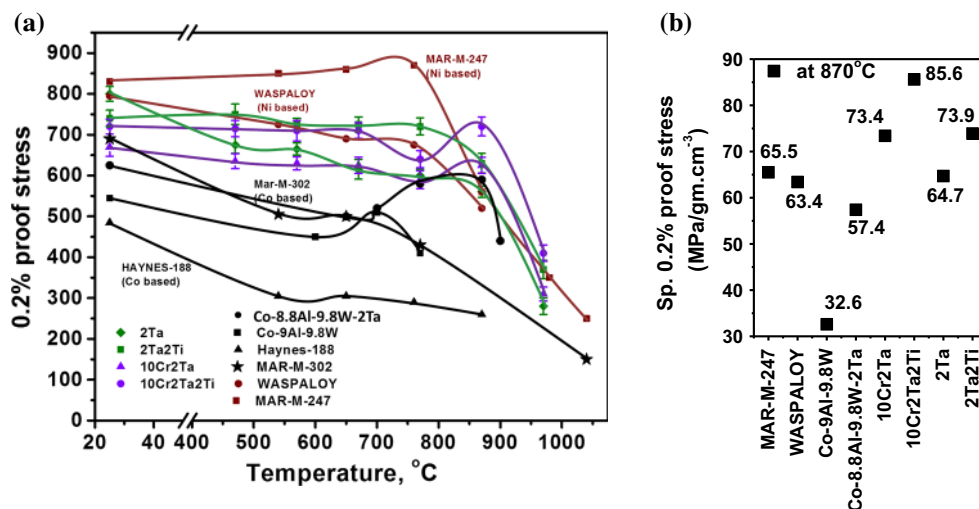 (a)
900
800
700
600
500
400
300
200
100
0
0.2% proof stress
20
40
500
600
700
800
900
1000
Temperature, °C
MAR-M-247
(Ni based)
WASPALOY
(Ni based)
Mar-M-302
(Co based)
HAYNES-188
(Co based)
2Ta
2Ta2Ti
10Cr2Ta
10Cr2Ta2Ti
Co-8.8Al-9.8W-2Ta
Co-9Al-9.8W
Haynes-188
MAR-M-302
WASPALOY
MAR-M-247
(b)
Sp. 0.2% proof stress
(MPa/gm.cm-3)
90
80
70
60
50
40
30
at 870°C
65.5
63.4
32.6
57.4
73.4
85.6
64.7
73.9
MAR-M-247
WASPALOY
Co-9Al-9.8W
Co-8.8Al-9.8W-2Ta
10Cr2Ta
10Cr2Ta2Ti
2Ta
2Ta2Ti